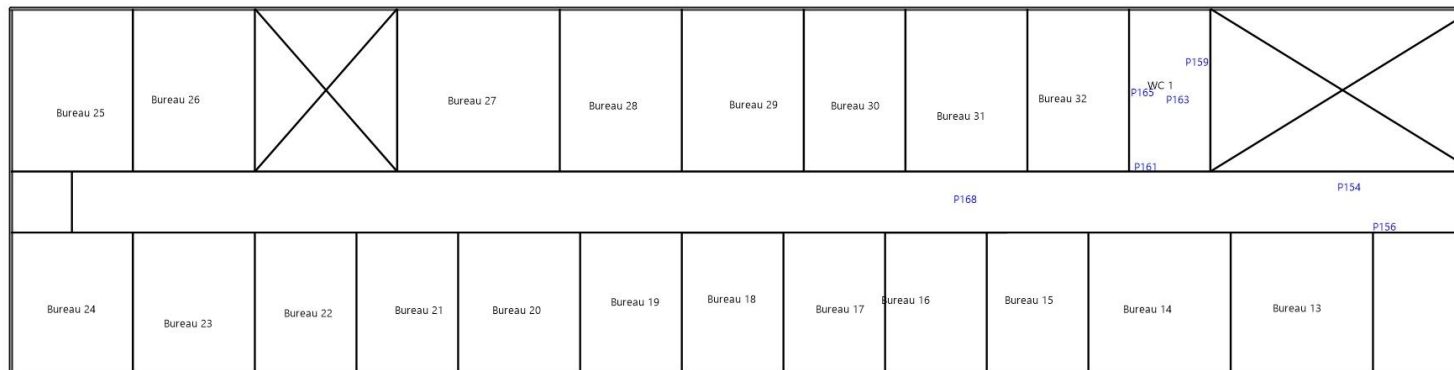 Bureau 25
Bureau 26
Bureau 27
Bureau 28
Bureau 29
Bureau 30
Bureau 31
Bureau 32
WC 1
P159
P165
P163
P161
P154
P168
P156
Bureau 24
Bureau 23
Bureau 22
Bureau 21
Bureau 20
Bureau 19
Bureau 18
Bureau 17
Bureau 16
Bureau 15
Bureau 14
Bureau 13